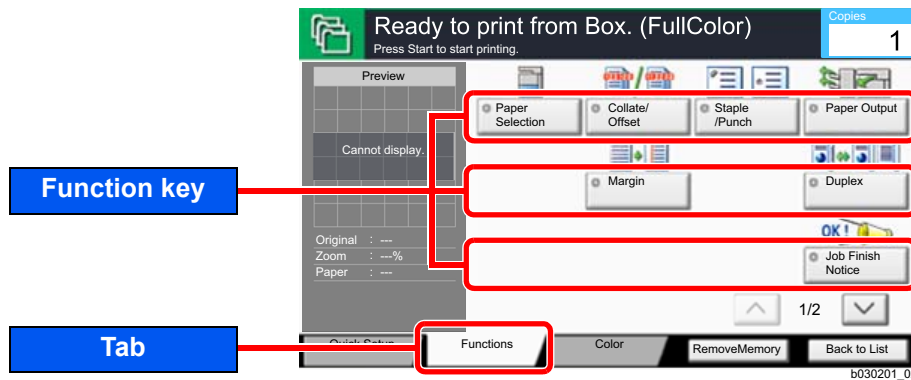 Ready to print from Box. (FullColor)
Press Start to start printing.
Copies
1
Preview
Cannot display.
Original : ---
Zoom : ---%
Paper : ---
Paper
Selection
Collate/
Offset
Staple
/Punch
Paper Output
Margin
Duplex
OK !
Job Finish
Notice
1/2
Function key
Tab
Quick Setup
Functions
Color
RemoveMemory
Back to List
b030201_0